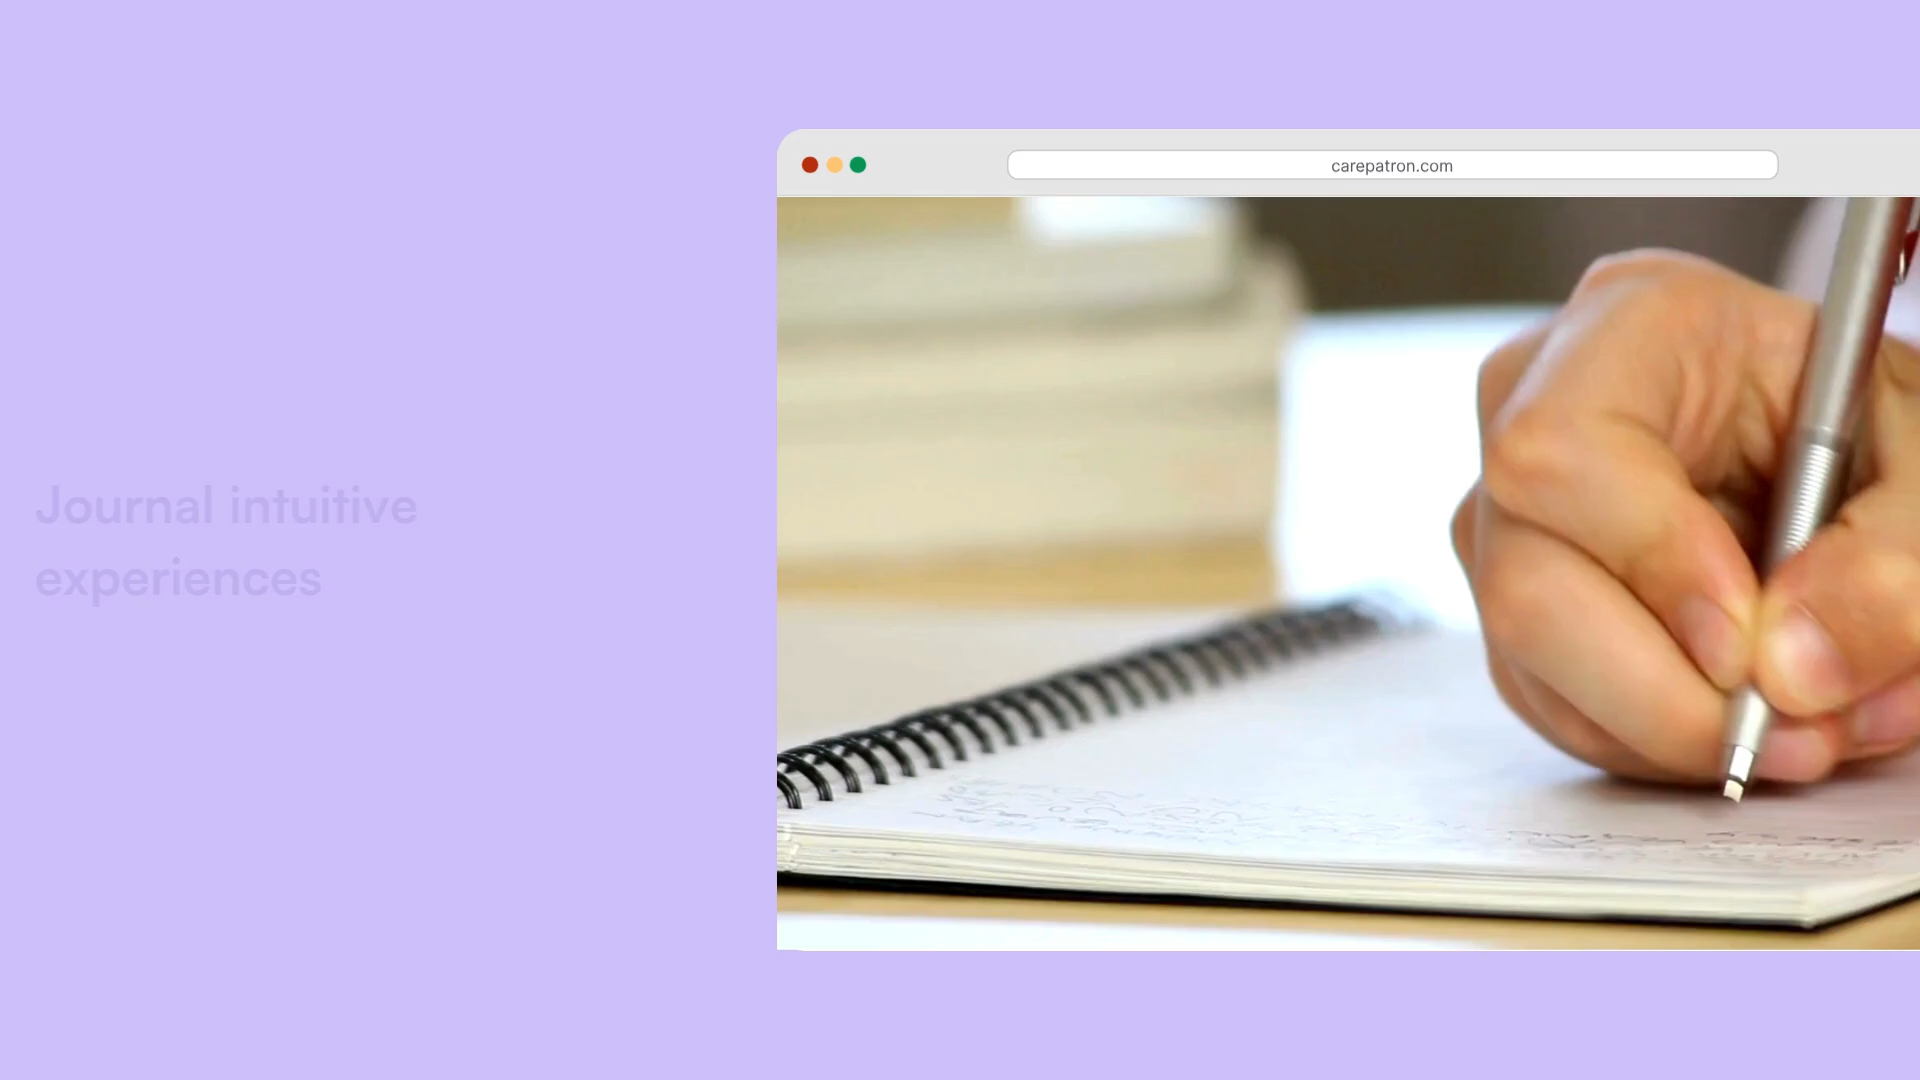 carepatron.com
Journal intuitive
experiences